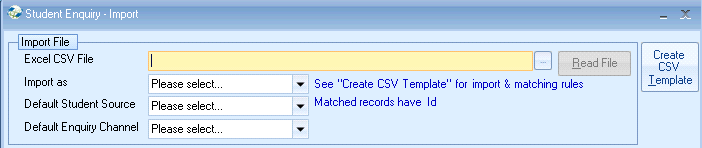 Student Enquiry - Import
Import File
Excel CSV File
...
Read File
Create
CSV
Template
Import as
Please select...
See "Create CSV Template" for import & matching rules
Default Student Source
Please select...
Matched records have Id
Default Enquiry Channel
Please select...